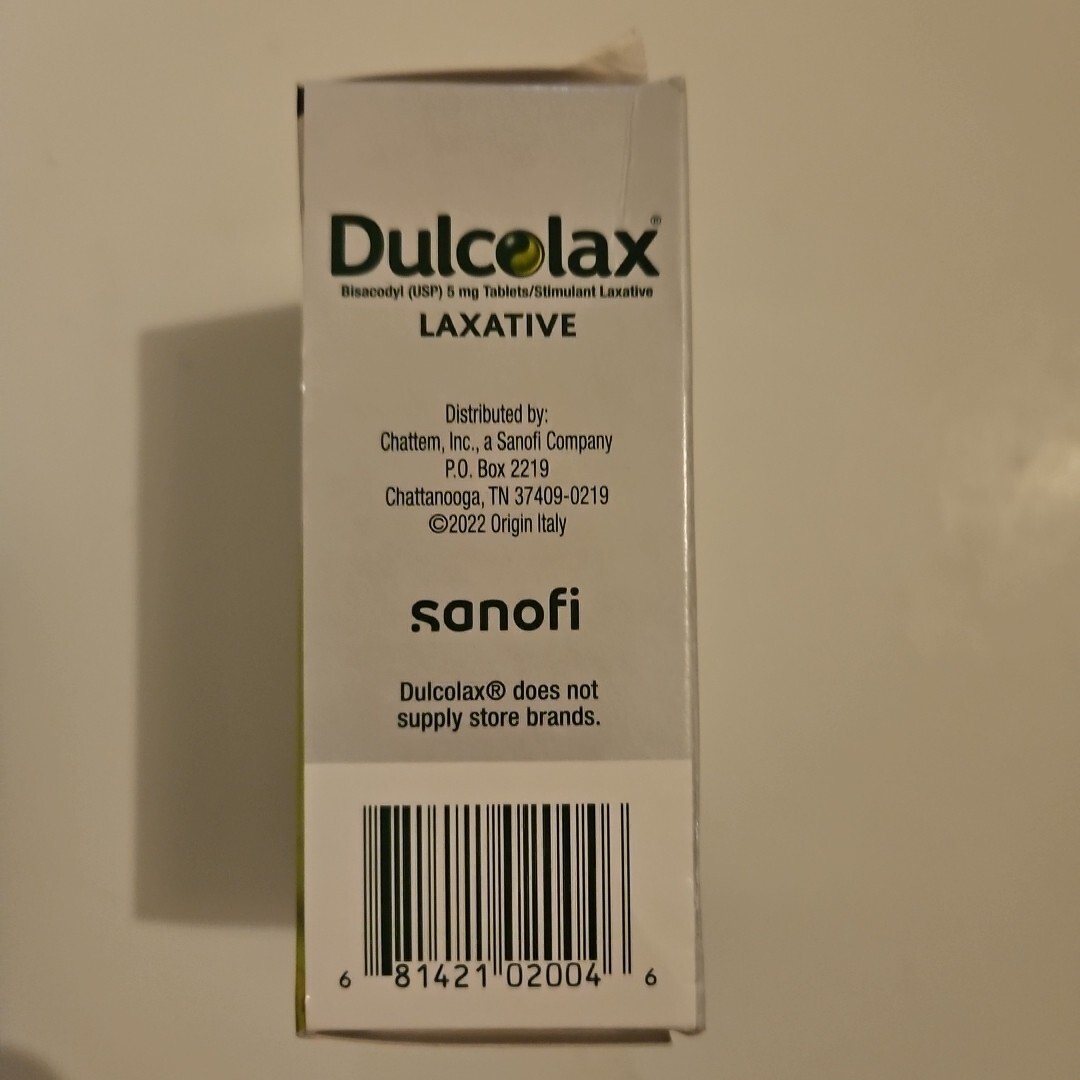 Dulcolax®
Bisacodyl (USP) 5 mg Tablets/Stimulant Laxative
LAXATIVE
Distributed by:
Chattem, Inc., a Sanofi Company
P.O. Box 2219
Chattanooga, TN 37409-0219
©2022 Origin Italy
sanofi
Dulcolax® does not
supply store brands.
6 81421 02004 6